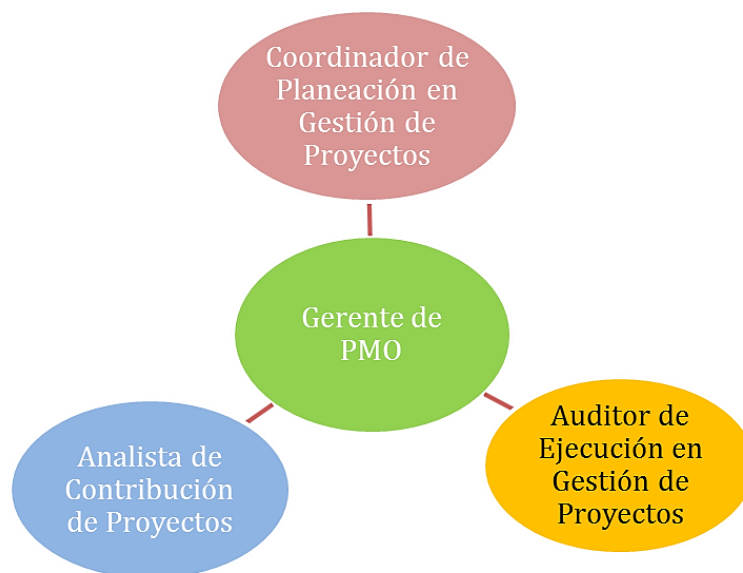 Coordinador de
Planeación en
Gestión de
Proyectos
Gerente de
PMO
Analista de
Contribución
de Proyectos
Auditor de
Ejecución en
Gestión de
Proyectos